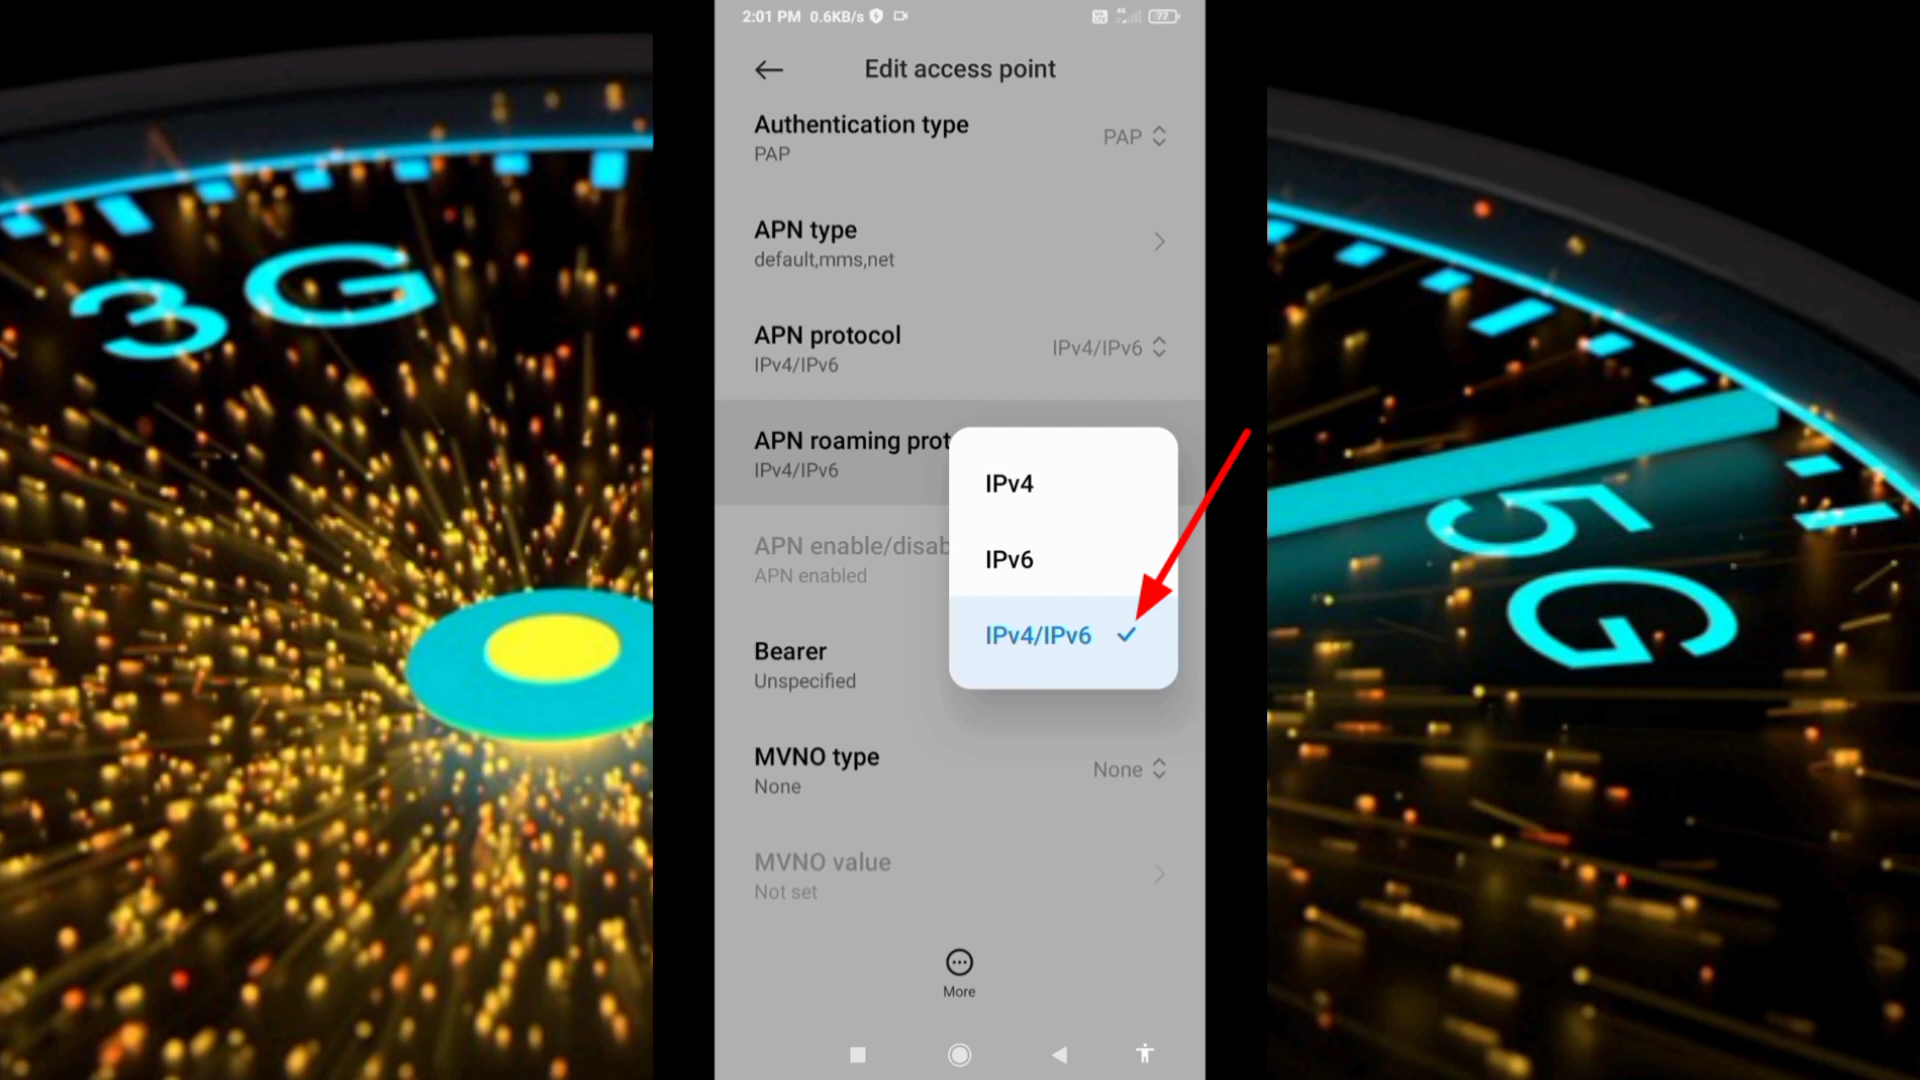 2:01 PM 0.6KB/s
4G
77
Edit access point
Authentication type
PAP
PAP
APN type
default,mms,net
APN protocol
IPv4/IPv6
IPv4/IPv6
APN roaming prot
IPv4/IPv6
IPv4
IPv6
IPv4/IPv6
APN enable/disab
APN enabled
Bearer
Unspecified
MVNO type
None
None
MVNO value
Not set
More
3G
5G